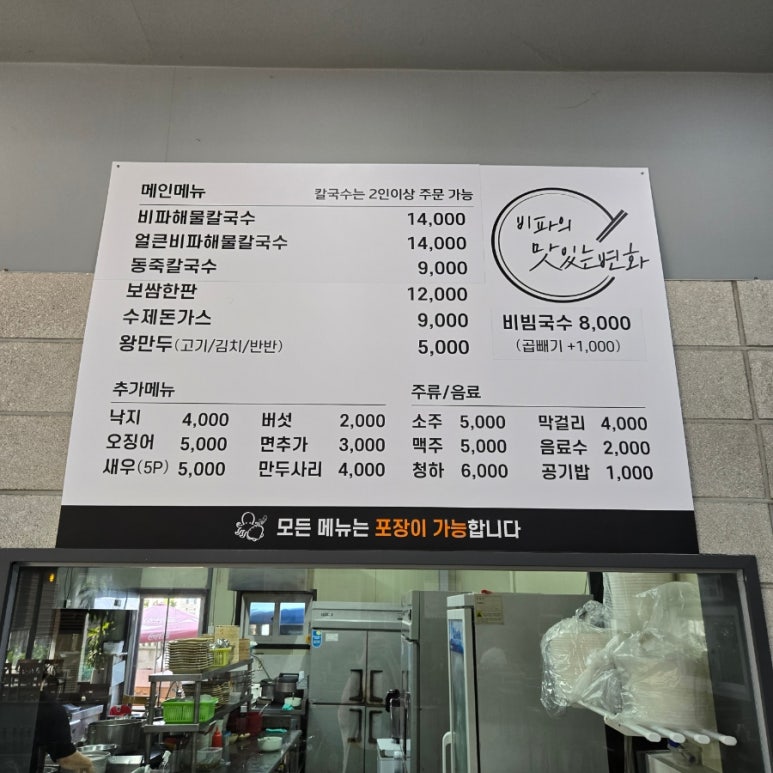 메인메뉴 칼국수는 2인이상 주문 가능
비파해물칼국수 14,000
얼큰비파해물칼국수 14,000
동죽칼국수 9,000
보쌈한판 12,000
수제돈가스 9,000
왕만두(고기/김치/반반) 5,000
비파의
맛있는변화
비빔국수 8,000
(곱빼기 +1,000)
추가메뉴
낙지 4,000 버섯 2,000
오징어 5,000 면추가 3,000
새우(5P) 5,000 만두사리 4,000
주류/음료
소주 5,000 막걸리 4,000
맥주 5,000 음료수 2,000
청하 6,000 공기밥 1,000
모든 메뉴는 포장이 가능합니다